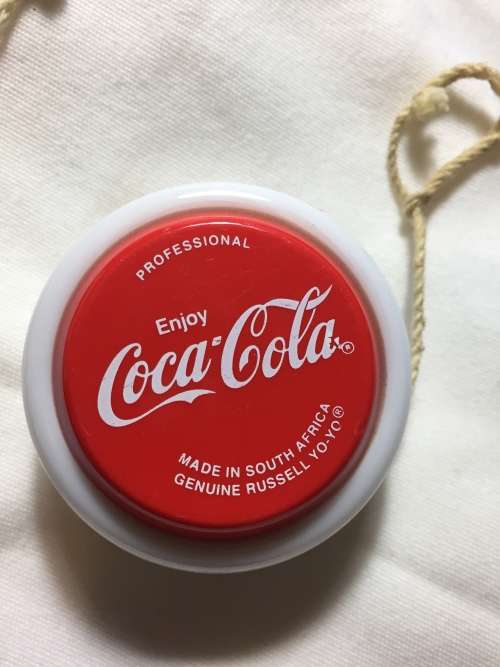 PROFESSIONAL
Enjoy
Coca-Cola®
MADE IN SOUTH AFRICA
GENUINE RUSSELL YO-YO®